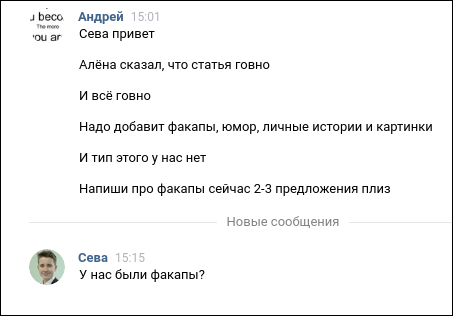 u beco
The more
you ar
Андрей 15:01
Сева привет
Алёна сказал, что статья говно
И всё говно
Надо добавит факапы, юмор, личные истории и картинки
И тип этого у нас нет
Напиши про факапы сейчас 2-3 предложения плиз
Новые сообщения
Сева 15:15
У нас были факапы?